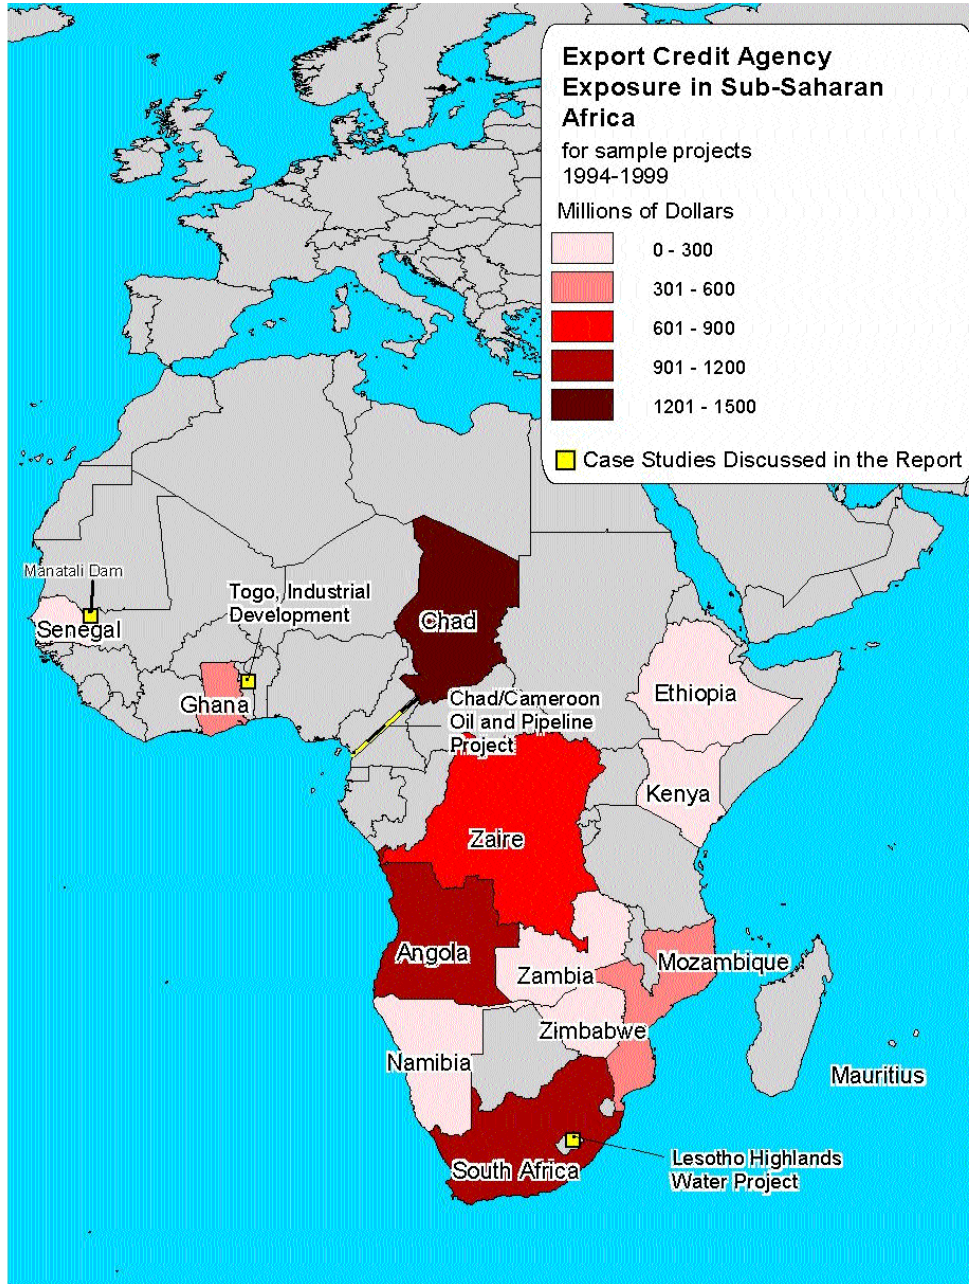 Export Credit Agency
Exposure in Sub-Saharan
Africa
for sample projects
1994-1999
Millions of Dollars
0 - 300
301 - 600
601 - 900
901 - 1200
1201 - 1500
Case Studies Discussed in the Report
Manatali Dam
Togo, Industrial
Development
Senegal
Chad
Ghana
Chad/Cameroon
Oil and Pipeline
Project
Ethiopia
Kenya
Zaire
Angola
Zambia
Mozambique
Zimbabwe
Namibia
Mauritius
South Africa
Lesotho Highlands
Water Project